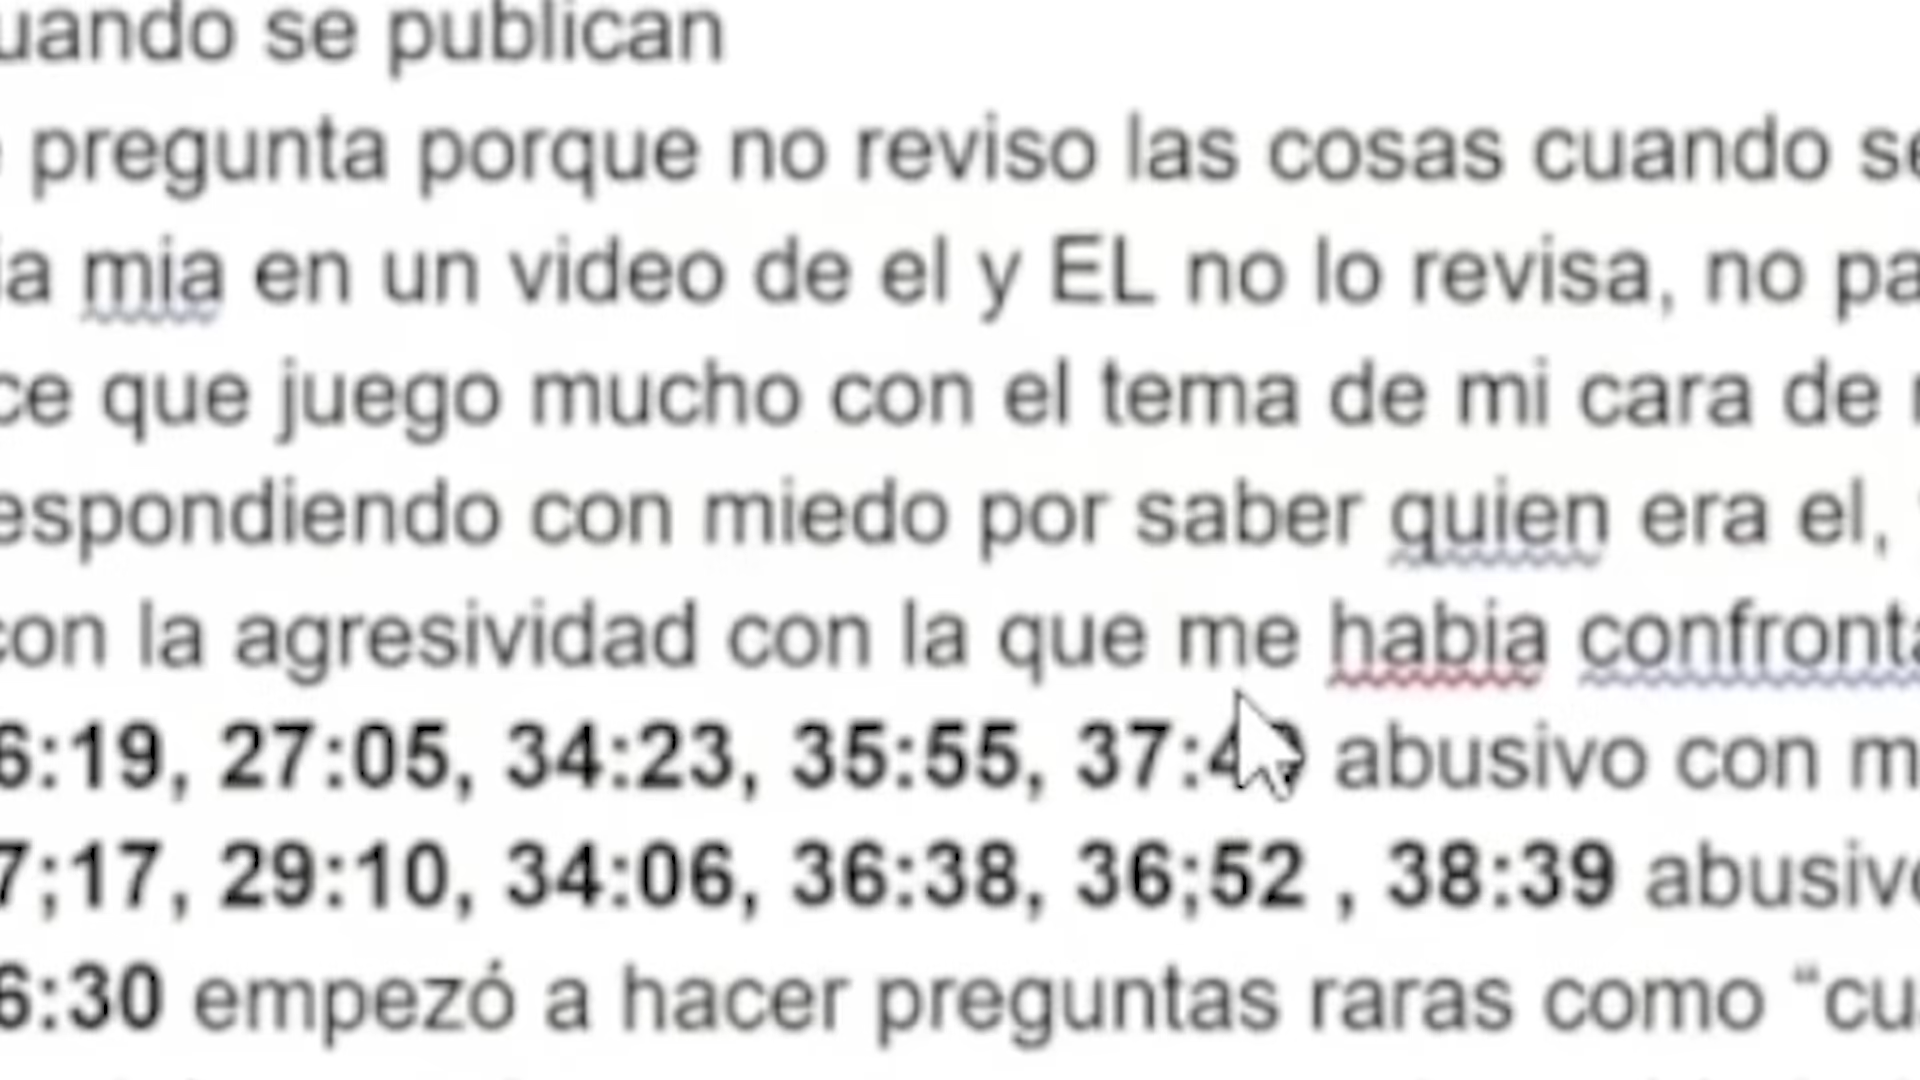 uando se publican
pregunta porque no reviso las cosas cuando se
ia mia en un video de el y EL no lo revisa, no pa
ce que juego mucho con el tema de mi cara de
espondiendo con miedo por saber quien era el,
con la agresividad con la que me habia confronta
6:19, 27:05, 34:23, 35:55, abusivo con m
7;17, 29:10, 34:06, 36:38, 36;52 , 38:39 abusivo
6:30 empezó a hacer preguntas raras como “cu